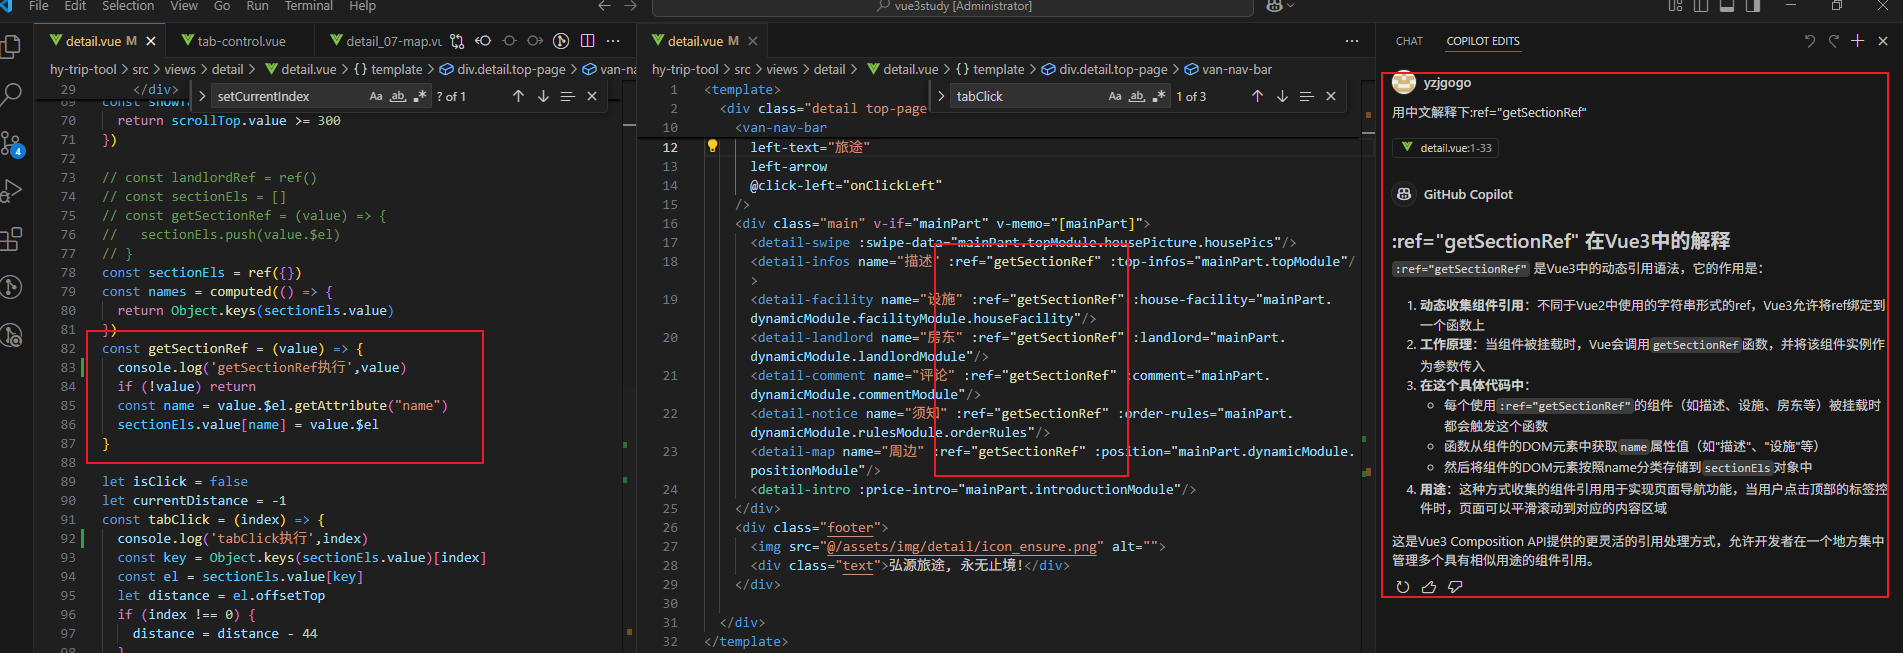 File Edit Selection View Go Run Terminal Help
vue3study [Administrator]
detail.vue M
tab-control.vue
detail_07-map.vu
hy-trip-tool > src > views > detail > detail.vue > {} template > div.detail.top-page > van-na
setCurrentIndex Aa ab .* ? of 1
29 </div>
69 const showTa
70 return scrollTop.value >= 300
71 })
72
73 // const landlordRef = ref()
74 // const sectionEls = []
75 // const getSectionRef = (value) => {
76 //   sectionEls.push(value.$el)
77 // }
78 const sectionEls = ref({})
79 const names = computed(() => {
80 return Object.keys(sectionEls.value)
81 })
82 const getSectionRef = (value) => {
83 console.log('getSectionRef执行',value)
84 if (!value) return
85 const name = value.$el.getAttribute("name")
86 sectionEls.value[name] = value.$el
87 }
88
89 let isClick = false
90 let currentDistance = -1
91 const tabClick = (index) => {
92 console.log('tabClick执行',index)
93 const key = Object.keys(sectionEls.value)[index]
94 const el = sectionEls.value[key]
95 let distance = el.offsetTop
96 if (index !== 0) {
97 distance = distance - 44
98 }
detail.vue M
hy-trip-tool > src > views > detail > detail.vue > {} template > div.detail.top-page > van-nav-bar
tabClick Aa ab .* 1 of 3
1 <template>
2 <div class="detail top-page
10 <van-nav-bar
12 left-text="旅途"
13 left-arrow
14 @click-left="onClickLeft"
15 />
16 <div class="main" v-if="mainPart" v-memo="[mainPart]">
17 <detail-swipe :swipe-data="mainPart.topModule.housePicture.housePics"/>
18 <detail-infos name="描述" :ref="getSectionRef" :top-infos="mainPart.topModule"/
>
19 <detail-facility name="设施" :ref="getSectionRef" :house-facility="mainPart.
dynamicModule.facilityModule.houseFacility"/>
20 <detail-landlord name="房东" :ref="getSectionRef" :landlord="mainPart.
dynamicModule.landlordModule"/>
21 <detail-comment name="评论" :ref="getSectionRef" :comment="mainPart.
dynamicModule.commentModule"/>
22 <detail-notice name="须知" :ref="getSectionRef" :order-rules="mainPart.
dynamicModule.rulesModule.orderRules"/>
23 <detail-map name="周边" :ref="getSectionRef" :position="mainPart.dynamicModule.
positionModule"/>
24 <detail-intro :price-intro="mainPart.introductionModule"/>
25 </div>
26 <div class="footer">
27 <img src="@/assets/img/detail/icon_ensure.png" alt="">
28 <div class="text">弘源旅途, 永无止境!</div>
29 </div>
30
31 </div>
32 </template>
4
CHAT COPILOT EDITS
yzjgogo
用中文解释下:ref="getSectionRef"
detail.vue:1-33
GitHub Copilot
:ref="getSectionRef" 在Vue3中的解释
:ref="getSectionRef" 是Vue3中的动态引用语法，它的作用是：
1. 动态收集组件引用：不同于Vue2中使用的字符串形式的ref，Vue3允许将ref绑定到
一个函数上
2. 工作原理：当组件被挂载时，Vue会调用getSectionRef函数，并将该组件实例作
为参数传入
3. 在这个具体代码中：
每个使用:ref="getSectionRef"的组件（如描述、设施、房东等）被挂载时
都会触发这个函数
函数从组件的DOM元素中获取name属性值（如"描述"、"设施"等）
然后将组件的DOM元素按照name分类存储到sectionEls对象中
4. 用途：这种方式收集的组件引用用于实现页面导航功能，当用户点击顶部的标签控
件时，页面可以平滑滚动到对应的内容区域
这是Vue3 Composition API提供的更灵活的引用处理方式，允许开发者在一个地方集中
管理多个具有相似用途的组件引用。